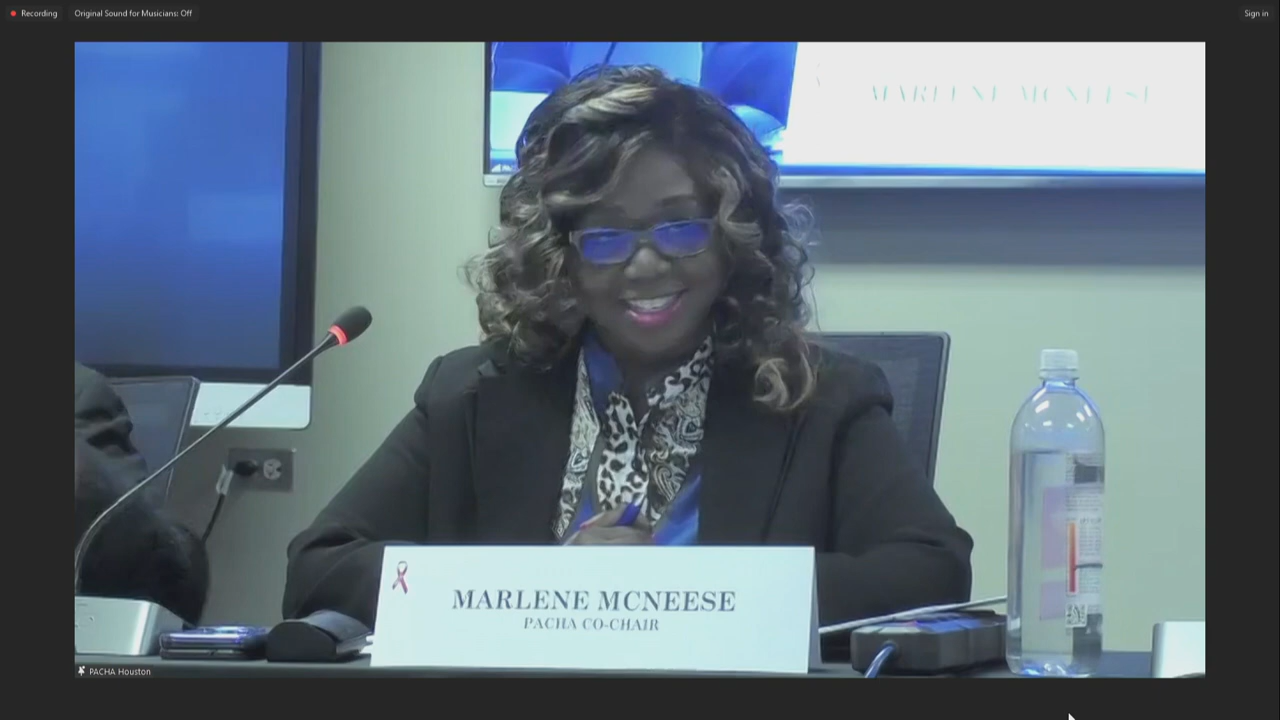 Recording
Original Sound for Musicians: Off
Sign in
MARLENE MCNEESE
MARLENE MCNEESE
PACHA CO-CHAIR
PACHA Houston